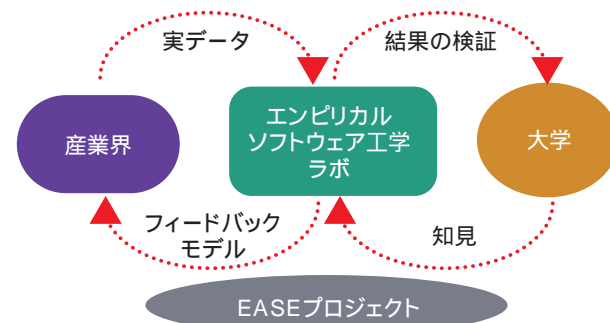 実データ
結果の検証
産業界
エンピリカル
ソフトウェア工学
ラボ
大学
フィードバック
モデル
知見
EASEプロジェクト